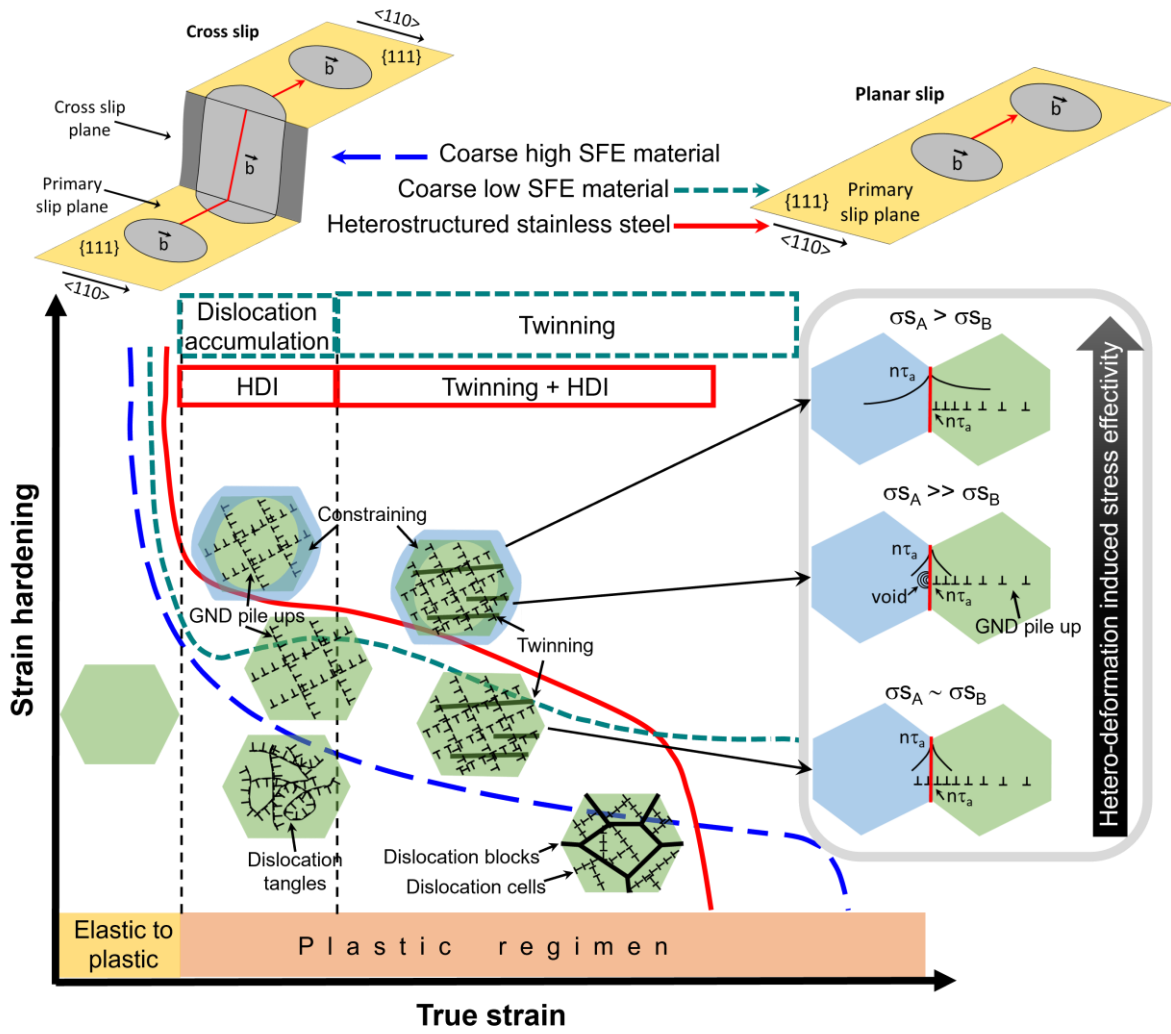 Cross slip
<110>
{111}
b
Cross slip
plane
b
Primary
slip plane
{111}
b
<110>
Coarse high SFE material
Coarse low SFE material
Heterostructured stainless steel
Planar slip
b
b
{111}
Primary
slip plane
<110>
Dislocation
accumulation
Twinning
HDI
Twinning + HDI
Constraining
GND pile ups
Twinning
Dislocation
tangles
Dislocation blocks
Dislocation cells
σs_A > σs_B
nτ_a
nτ_a
σs_A >> σs_B
nτ_a
void
nτ_a
GND pile up
σs_A ~ σs_B
nτ_a
nτ_a
Hetero-deformation induced stress effectivity
Strain hardening
Elastic to
plastic
Plastic regimen
True strain